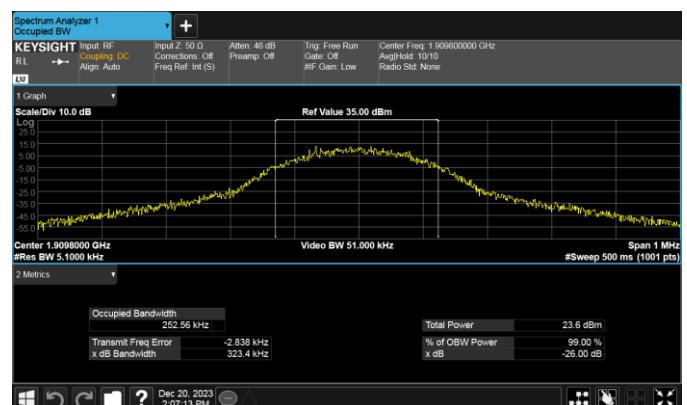 Spectrum Analyzer 1
Occupied BW
KEYSIGHT Input: RF Input Z: 50 Ω Atten: 46 dB Trig: Free Run Center Freq: 1.909800000 GHz
RL Coupling: DC Corrections: Off Preamp: Off Gate: Off Avg|Hold: 10/10
Align: Auto Freq Ref: Int (S) #IF Gain: Low Radio Std: None
LXI
1 Graph
Scale/Div 10.0 dB Ref Value 35.00 dBm
Log
25.0
15.0
5.00
-5.00
-15.0
-25.0
-35.0
-45.0
-55.0
Center 1.9098000 GHz Video BW 51.000 kHz Span 1 MHz
#Res BW 5.1000 kHz #Sweep 500 ms (1001 pts)
2 Metrics
Occupied Bandwidth
252.56 kHz Total Power 23.6 dBm
Transmit Freq Error -2.838 kHz % of OBW Power 99.00 %
x dB Bandwidth 323.4 kHz x dB -26.00 dB
? Dec 20, 2023
2:07:13 PM